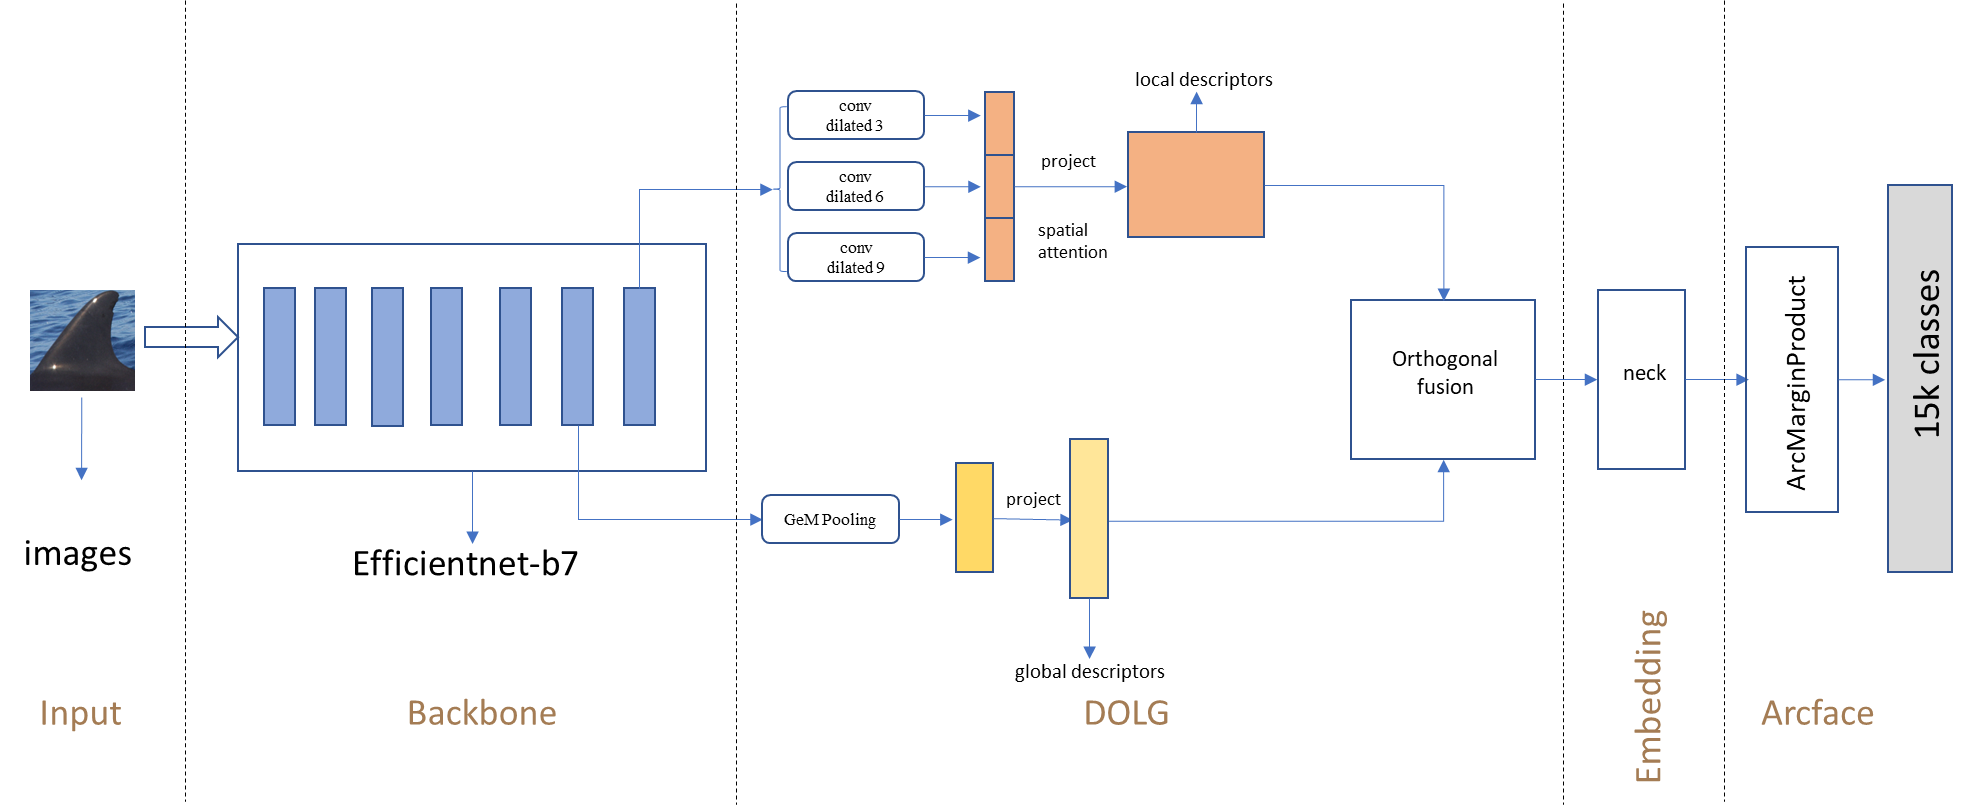 images
Input
Efficientnet-b7
Backbone
conv
dilated 3
conv
dilated 6
conv
dilated 9
project
spatial
attention
local descriptors
GeM Pooling
project
global descriptors
Orthogonal
fusion
DOLG
neck
Embedding
ArcMarginProduct
15k classes
Arcface